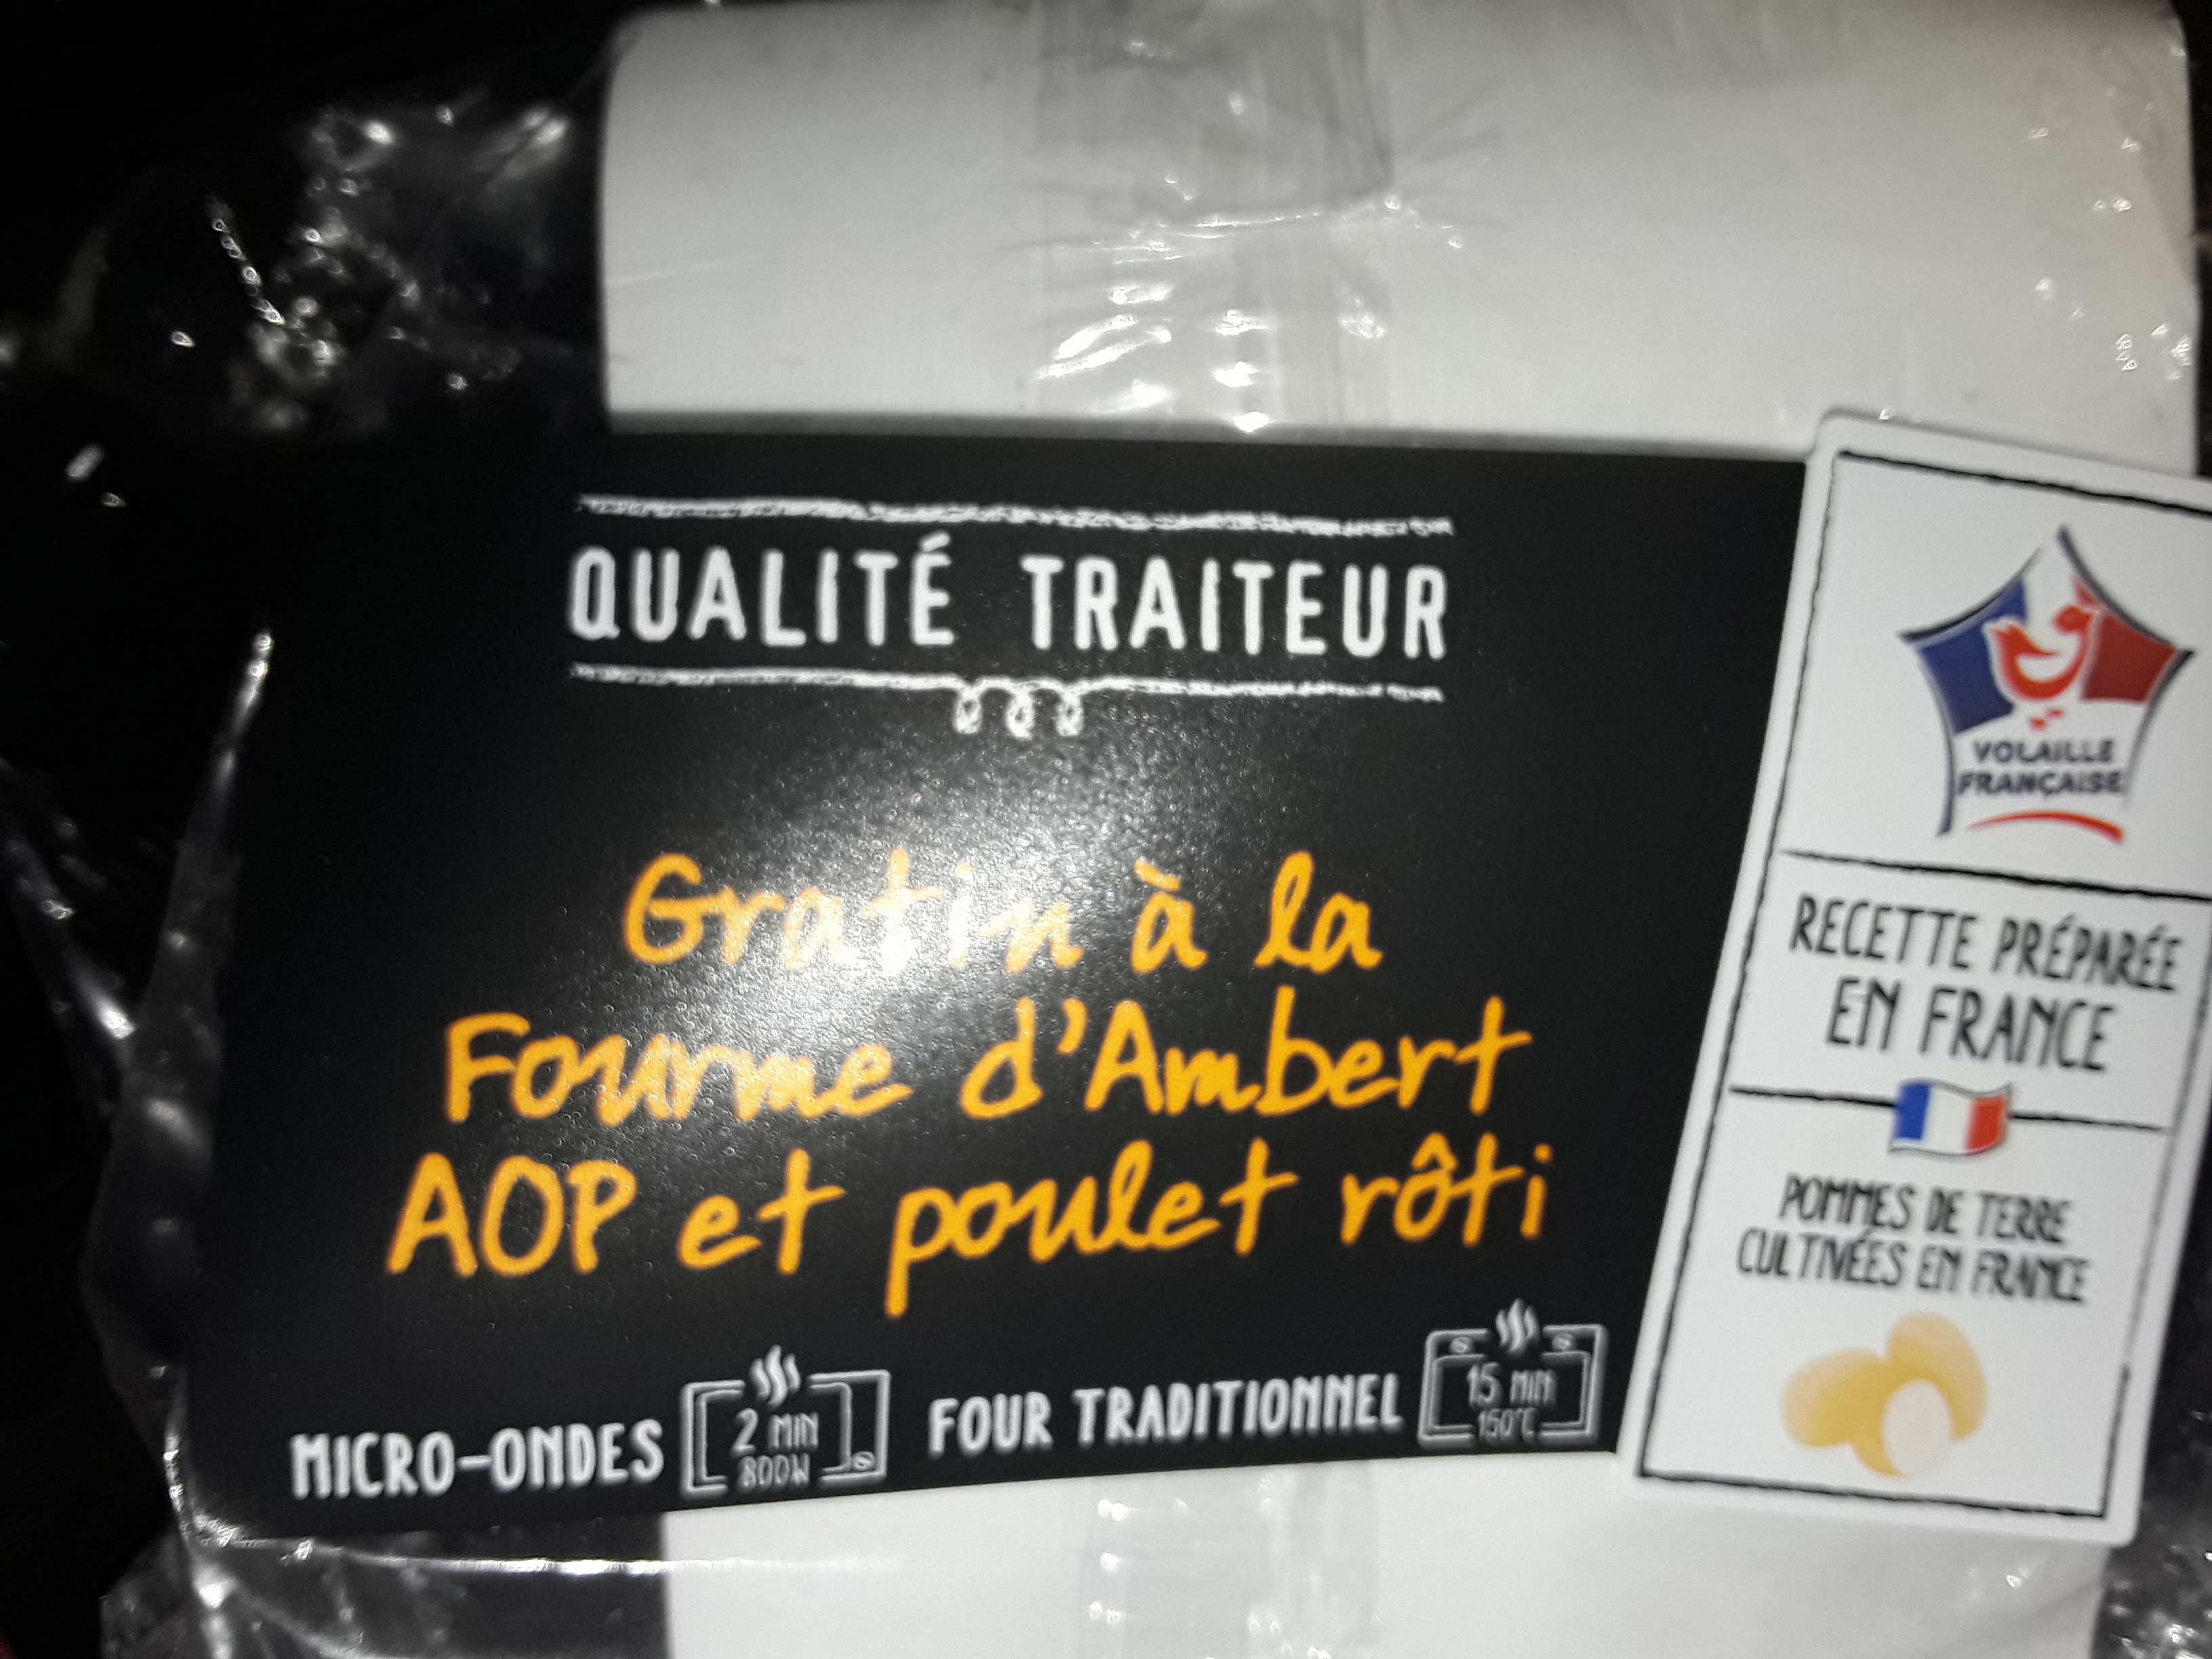 QUALITÉ TRAITEUR
Gratin à la
Fourme d'Ambert
AOP et poulet rôti
MICRO-ONDES
2 MIN
800W
FOUR TRADITIONNEL
15 MIN
150°C
VOLAILLE
FRANÇAISE
RECETTE PRÉPARÉE
EN FRANCE
POMMES DE TERRE
CULTIVÉES EN FRANCE